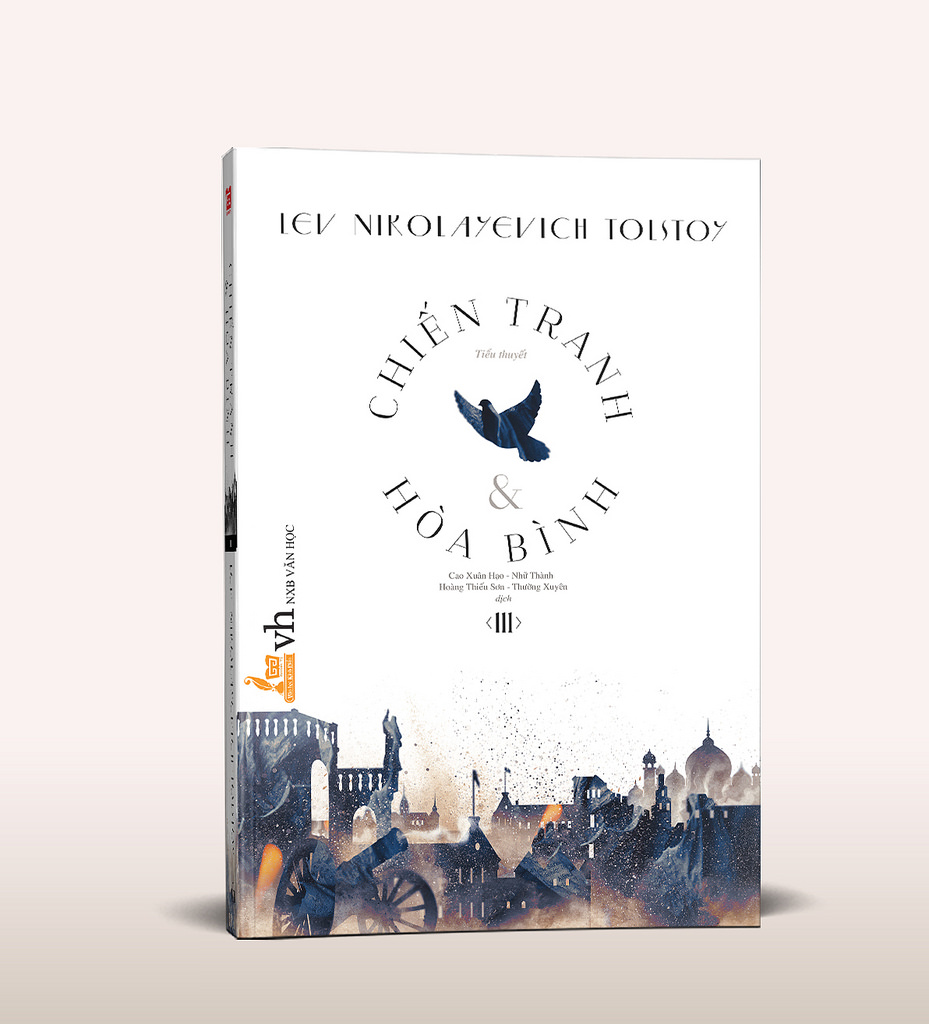 LEV NIKOLAYEVICH TOLSTOY
CHIẾN TRANH
Tiểu thuyết
&
HÒA BÌNH
Cao Xuân Hạo - Nhữ Thành
Hoàng Thiếu Sơn - Thường Xuyên
dịch
III
vh NXB VĂN HỌC